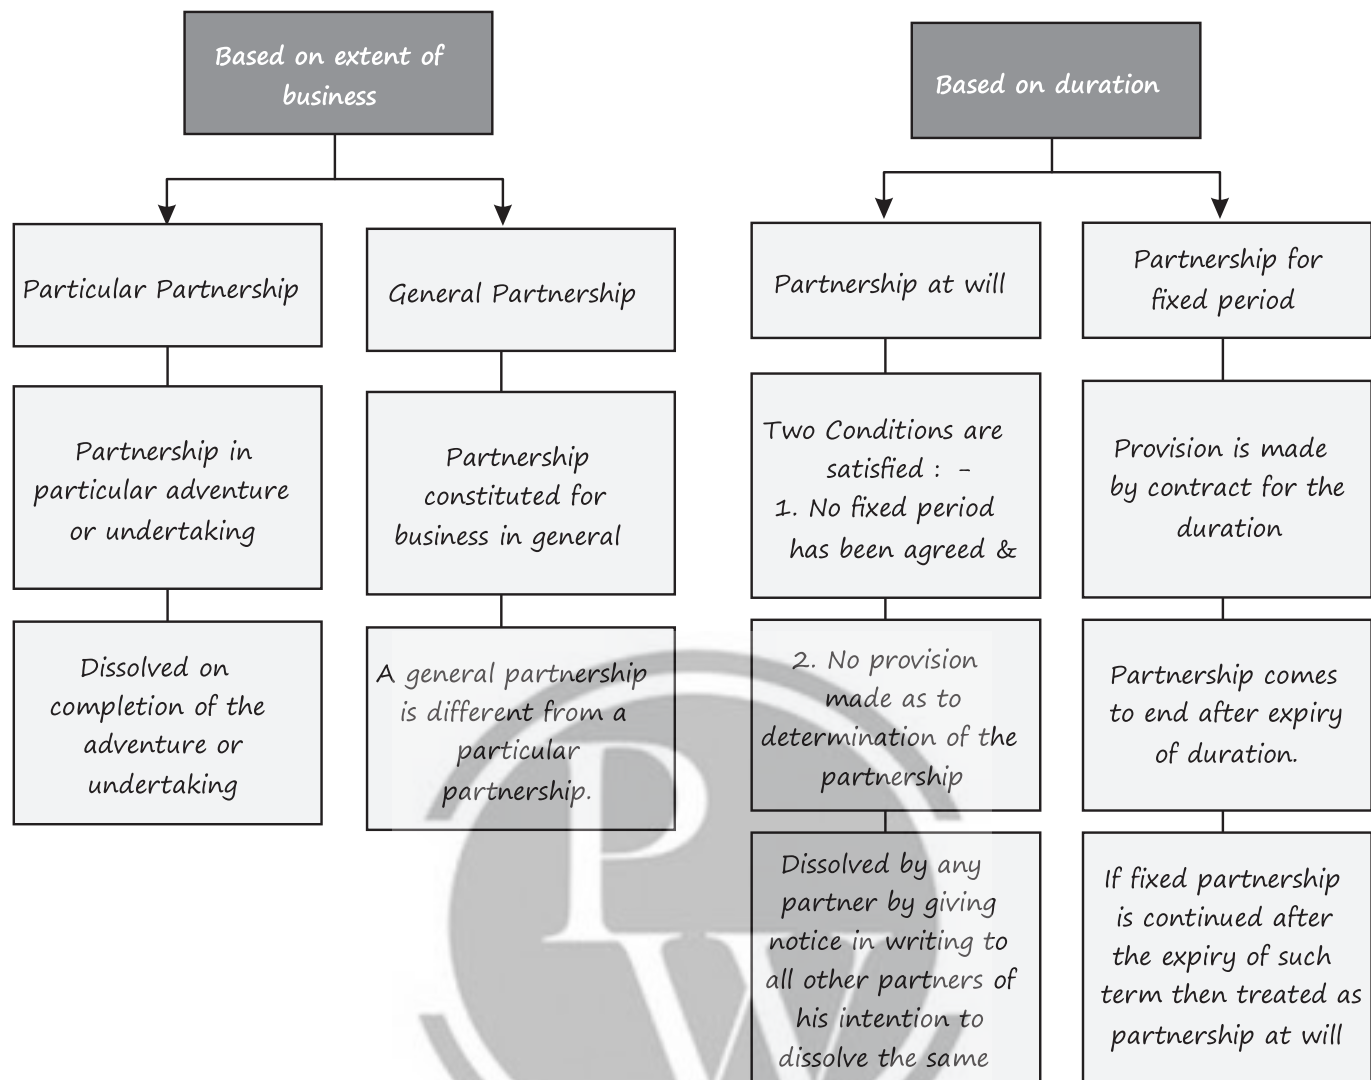 Based on extent of
business
Particular Partnership
Partnership in
particular adventure
or undertaking
Dissolved on
completion of the
adventure or
undertaking
General Partnership
Partnership
constituted for
business in general
A general partnership
is different from a
particular
partnership.
Based on duration
Partnership at will
Two Conditions are
satisfied : -
1. No fixed period
has been agreed &
2. No provision
made as to
determination of the
partnership
Dissolved by any
partner by giving
notice in writing to
all other partners of
his intention to
dissolve the same
Partnership for
fixed period
Provision is made
by contract for the
duration
Partnership comes
to end after expiry
of duration.
If fixed partnership
is continued after
the expiry of such
term then treated as
partnership at will
PW